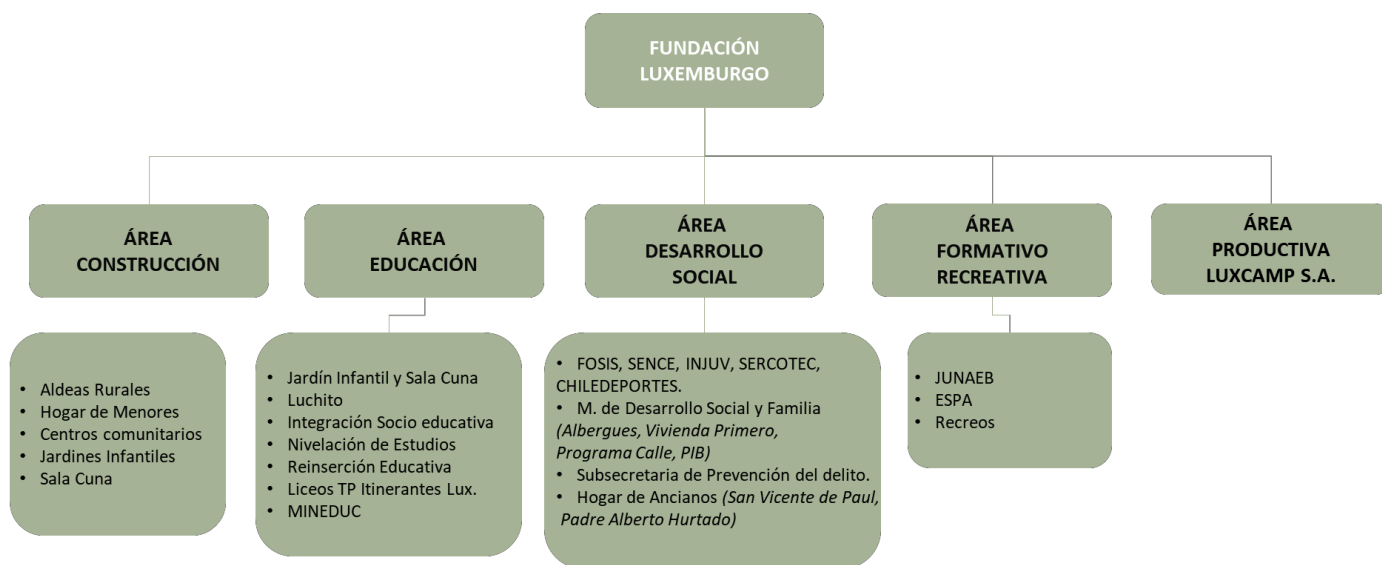 FUNDACIÓN
LUXEMBURGO
ÁREA
CONSTRUCCIÓN
ÁREA
EDUCACIÓN
ÁREA
DESARROLLO
SOCIAL
ÁREA
FORMATIVO
RECREATIVA
ÁREA
PRODUCTIVA
LUXCAMP S.A.
• Aldeas Rurales
• Hogar de Menores
• Centros comunitarios
• Jardines Infantiles
• Sala Cuna
• Jardín Infantil y Sala Cuna
• Luchito
• Integración Socio educativa
• Nivelación de Estudios
• Reinserción Educativa
• Liceos TP Itinerantes Lux.
• MINEDUC
• FOSIS, SENCE, INJUV, SERCOTEC,
CHILEDEPORTES.
• M. de Desarrollo Social y Familia
(Albergues, Vivienda Primero,
Programa Calle, PIB)
• Subsecretaria de Prevención del delito.
• Hogar de Ancianos (San Vicente de Paul,
Padre Alberto Hurtado)
• JUNAEB
• ESPA
• Recreos